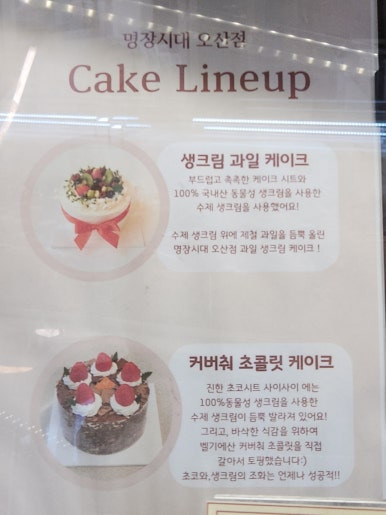 명장시대 오산점
Cake Lineup
생크림 과일 케이크
부드럽고 촉촉한 케이크 시트와
100% 국내산 동물성 생크림을 사용한
수제 생크림을 사용했어요!
수제 생크림 위에 제철 과일을 듬뿍 올린
명장시대 오산점 과일 생크림 케이크 !
커버춰 초콜릿 케이크
진한 초코시트 사이사이 에는
100%동물성 생크림을 사용한
수제 생크림이 듬뿍 발라져 있어요!
그리고, 바삭한 식감을 위하여
벨기에산 커버춰 초콜릿을 직접
갈아서 토핑했습니다:)
초코와,생크림의 조화는 언제나 성공적!!